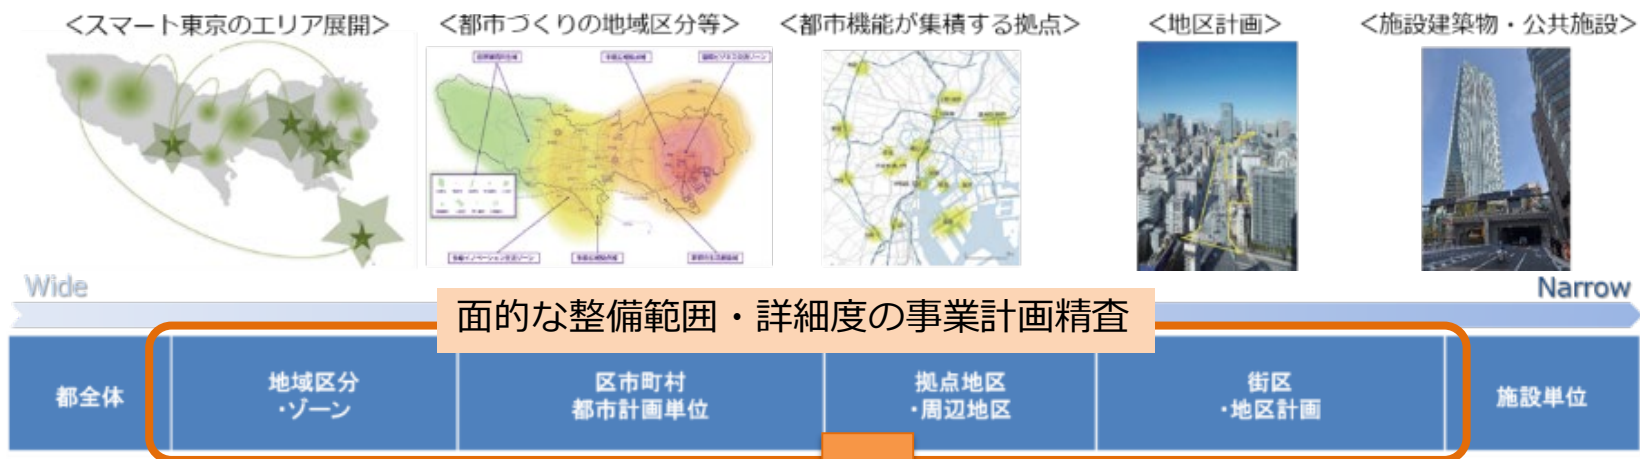 <スマート東京のエリア展開>
<都市づくりの地域区分等>
<都市機能が集積する拠点>
<地区計画>
<施設建築物・公共施設>
Wide
Narrow
面的な整備範囲・詳細度の事業計画精査
都全体
地域区分
・ゾーン
区市町村
都市計画単位
拠点地区
・周辺地区
街区
・地区計画
施設単位